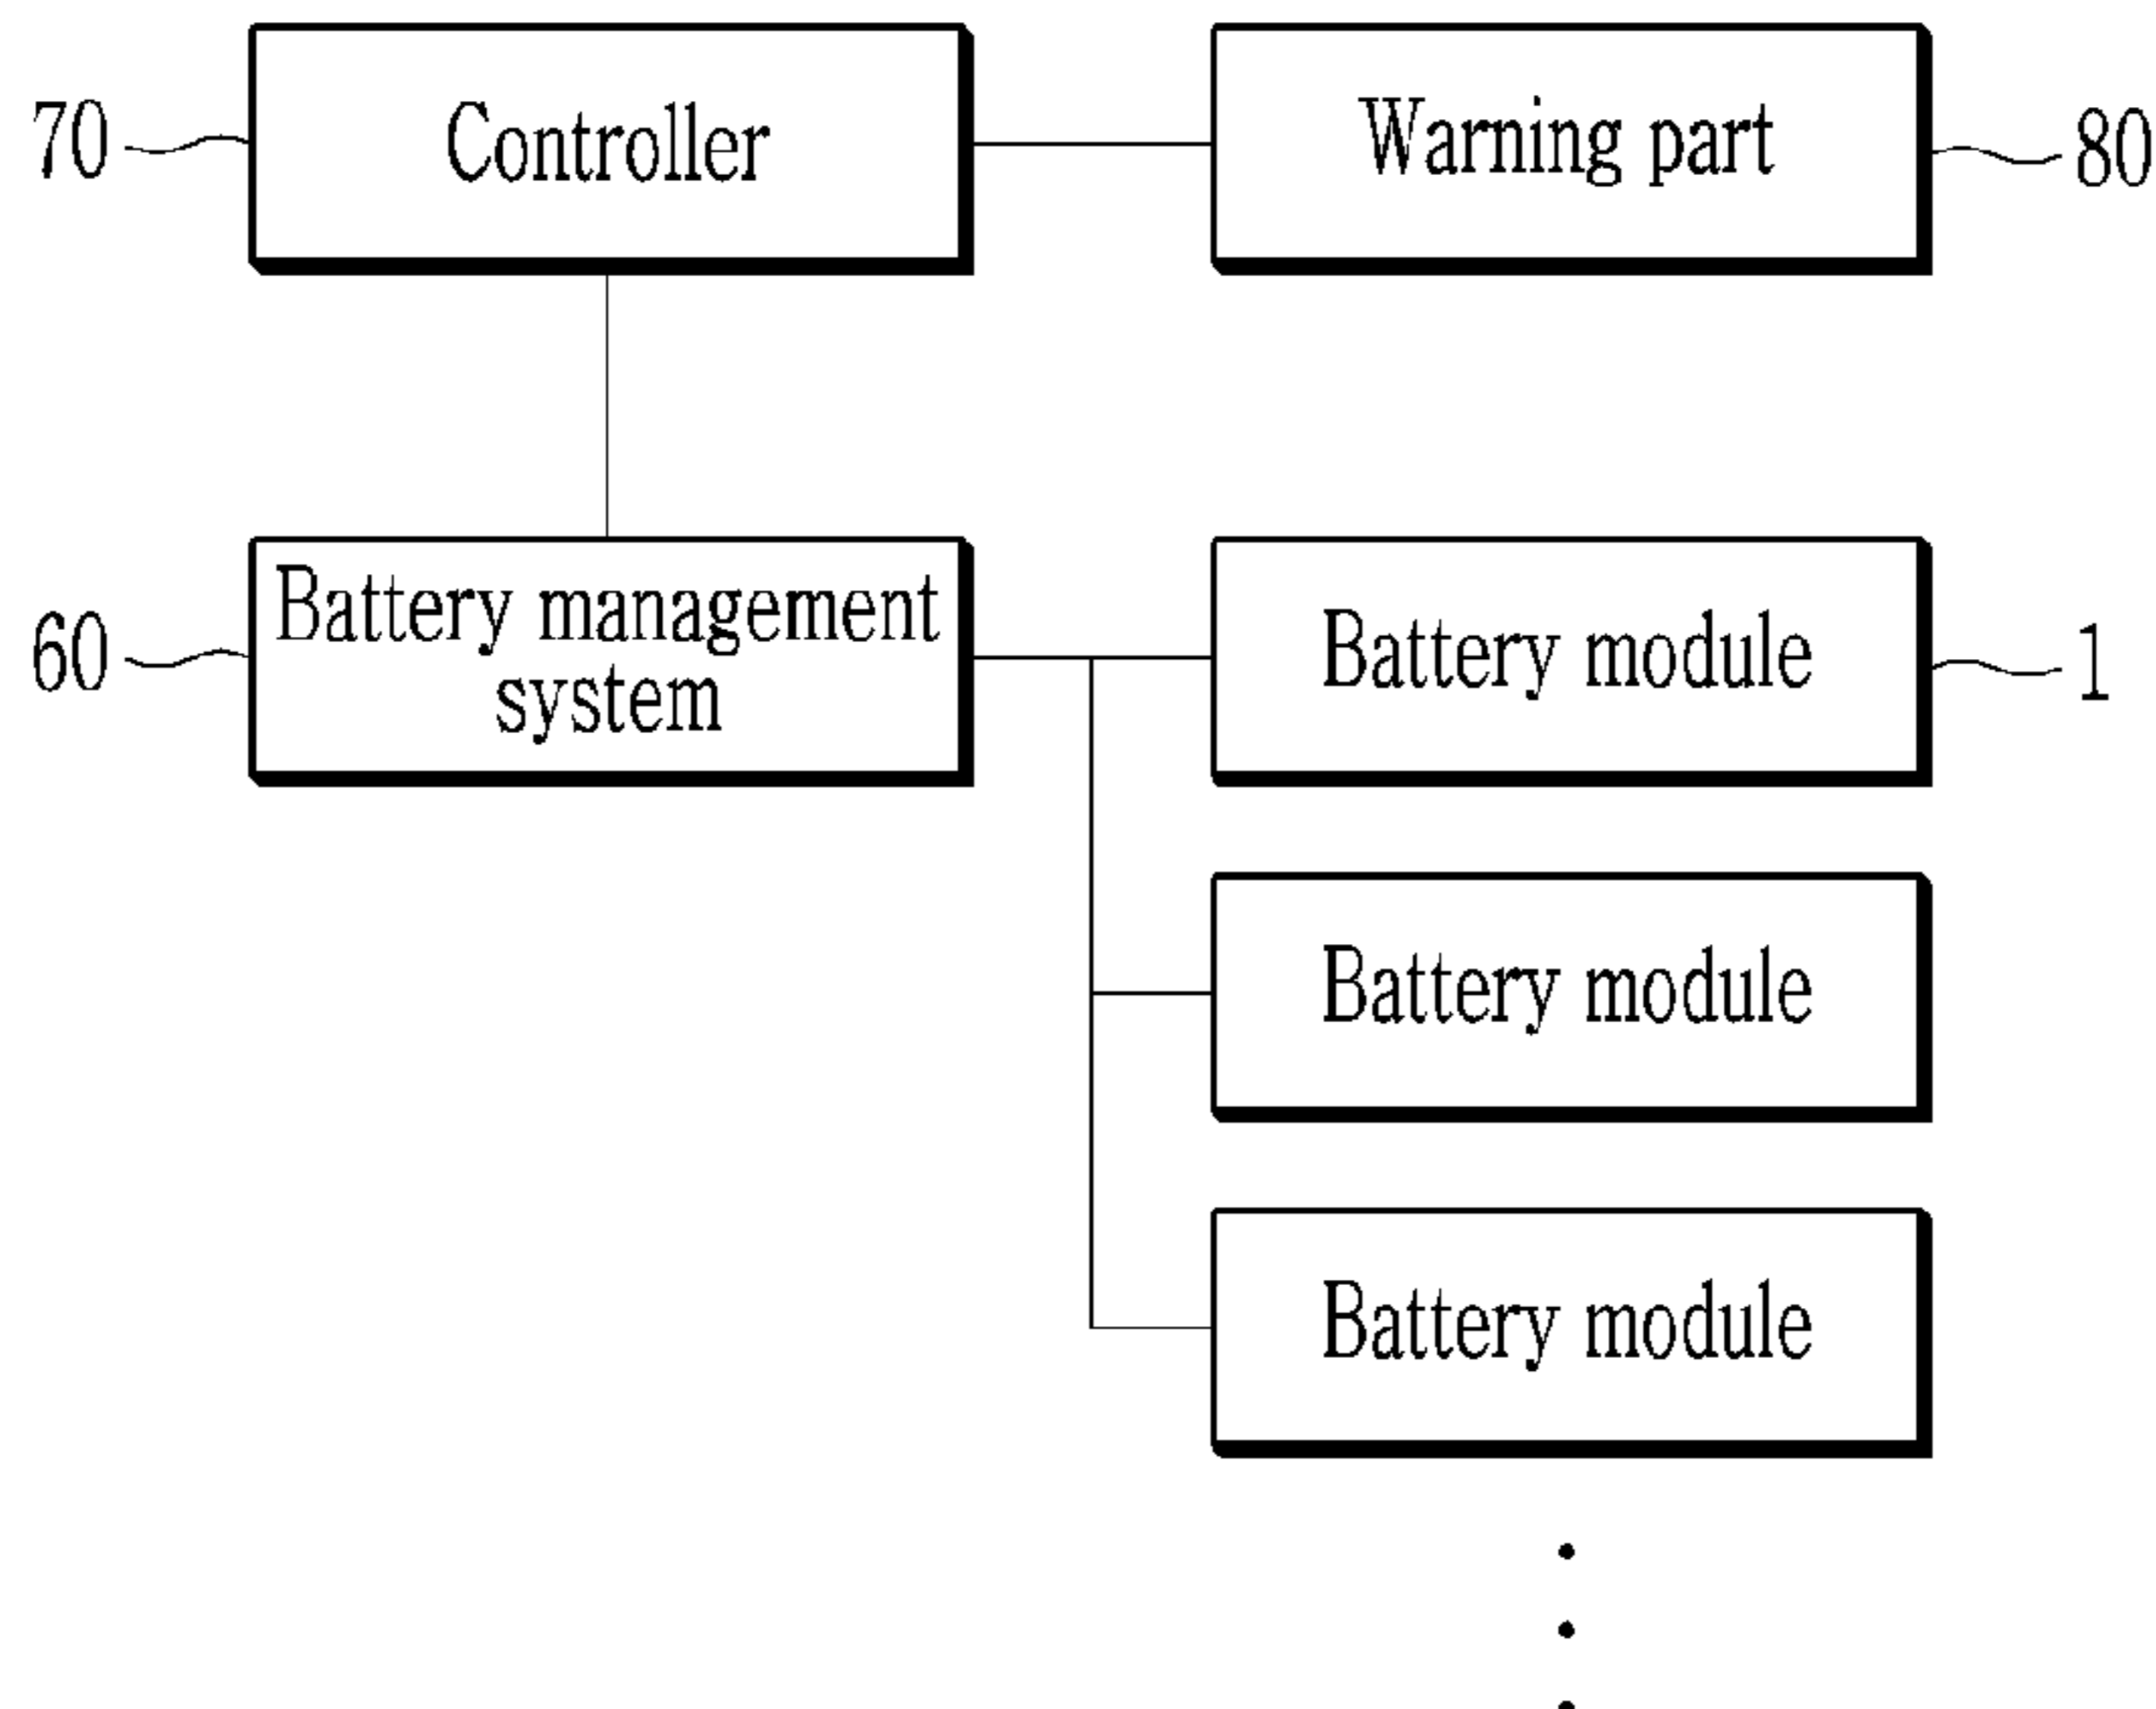 70
Controller
Warning part
80
60
Battery management
system
Battery module
1
Battery module
Battery module